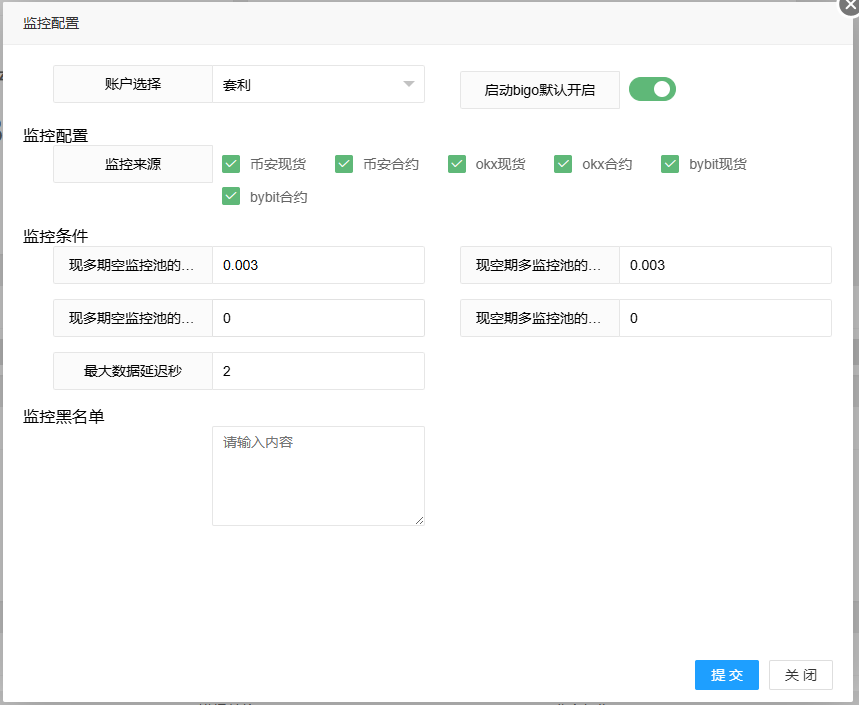 监控配置
账户选择 套利 启动bigo默认开启
监控配置
监控来源 币安现货 币安合约 okx现货 okx合约 bybit现货
bybit合约
监控条件
现多期空监控池的... 0.003 现空期多监控池的... 0.003
现多期空监控池的... 0 现空期多监控池的... 0
最大数据延迟秒 2
监控黑名单
请输入内容
提交 关闭